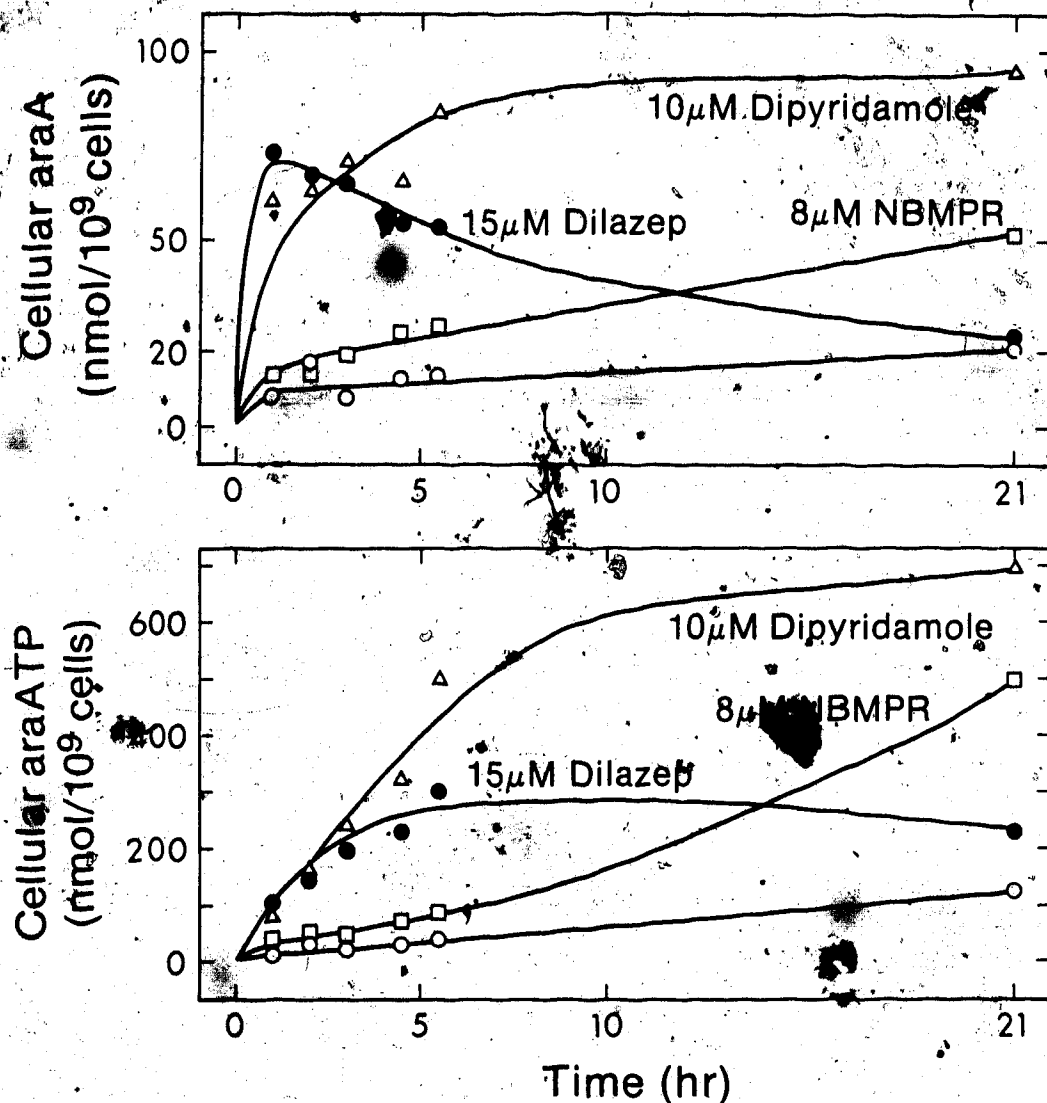 Cellular araA
(nmol/10⁹ cells)
100
50
20
0
10μM Dipyridamole
15μM Dilazep
8μM NBMPR
0 5 10 21
Cellular araATP
(nmol/10⁹ cells)
600
400
200
0
10μM Dipyridamole
15μM Dilazep
0 5 10 21
Time (hr)